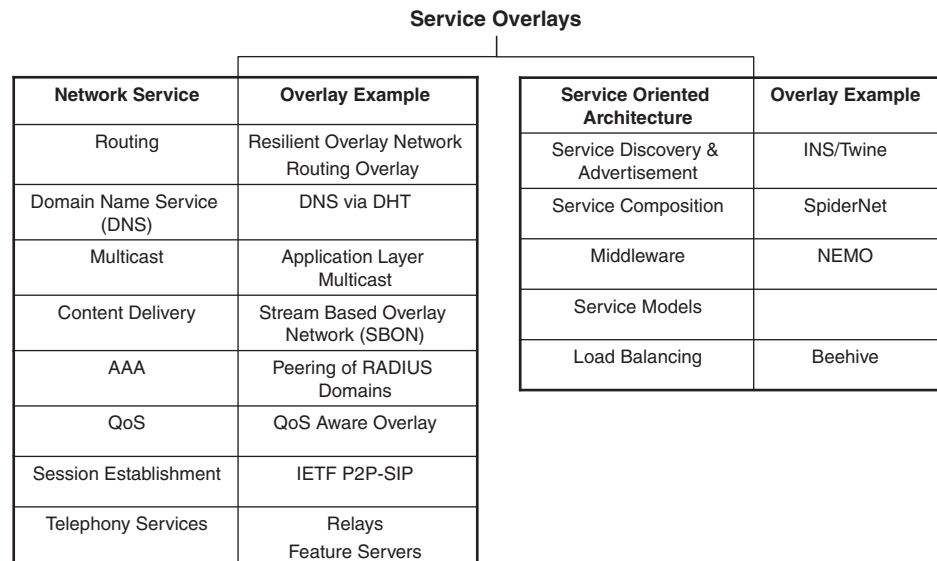 Service Overlays
Network Service
Overlay Example
Routing
Resilient Overlay Network
Routing Overlay
Domain Name Service
(DNS)
DNS via DHT
Multicast
Application Layer
Multicast
Content Delivery
Stream Based Overlay
Network (SBON)
AAA
Peering of RADIUS
Domains
QoS
QoS Aware Overlay
Session Establishment
IETF P2P-SIP
Telephony Services
Relays
Feature Servers
Service Oriented
Architecture
Overlay Example
Service Discovery &
Advertisement
INS/Twine
Service Composition
SpiderNet
Middleware
NEMO
Service Models
Load Balancing
Beehive